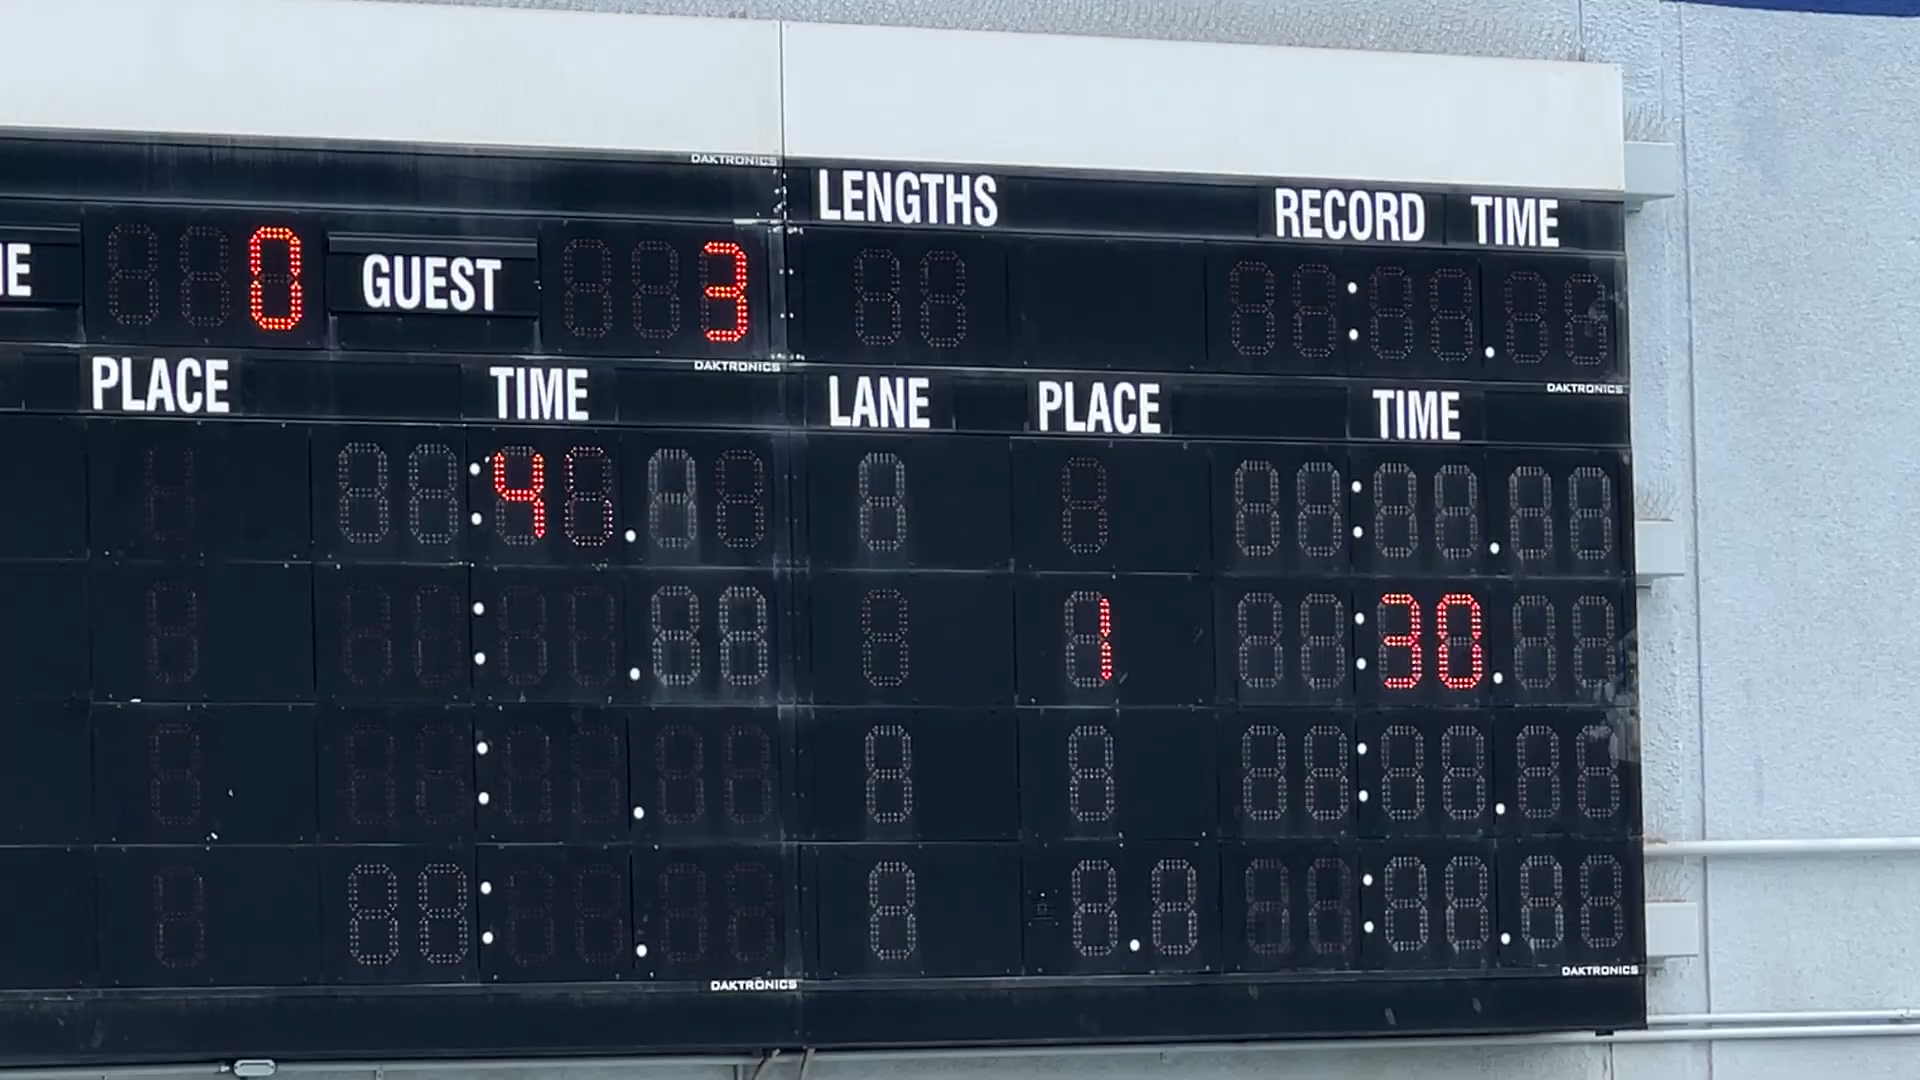 DAKTRONICS
LENGTHS RECORD TIME
0 GUEST 3
DAKTRONICS
DAKTRONICS
PLACE TIME LANE PLACE TIME
:4 .
1 :30.
DAKTRONICS
DAKTRONICS